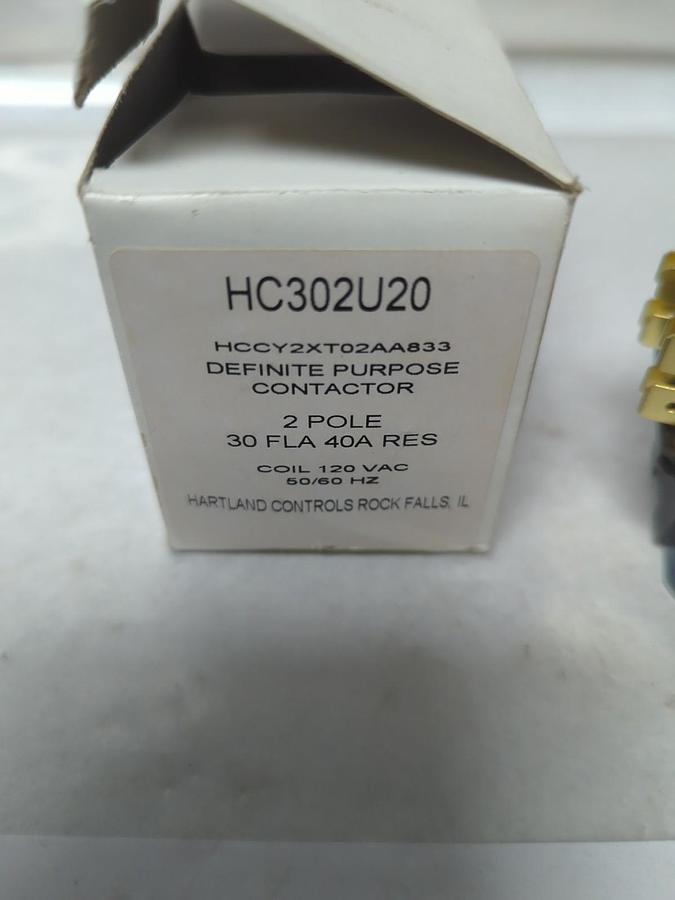 HC302U20
HCCY2XT02AA833
DEFINITE PURPOSE
CONTACTOR
2 POLE
30 FLA 40A RES
COIL 120 VAC
50/60 HZ
HARTLAND CONTROLS ROCK FALLS, IL